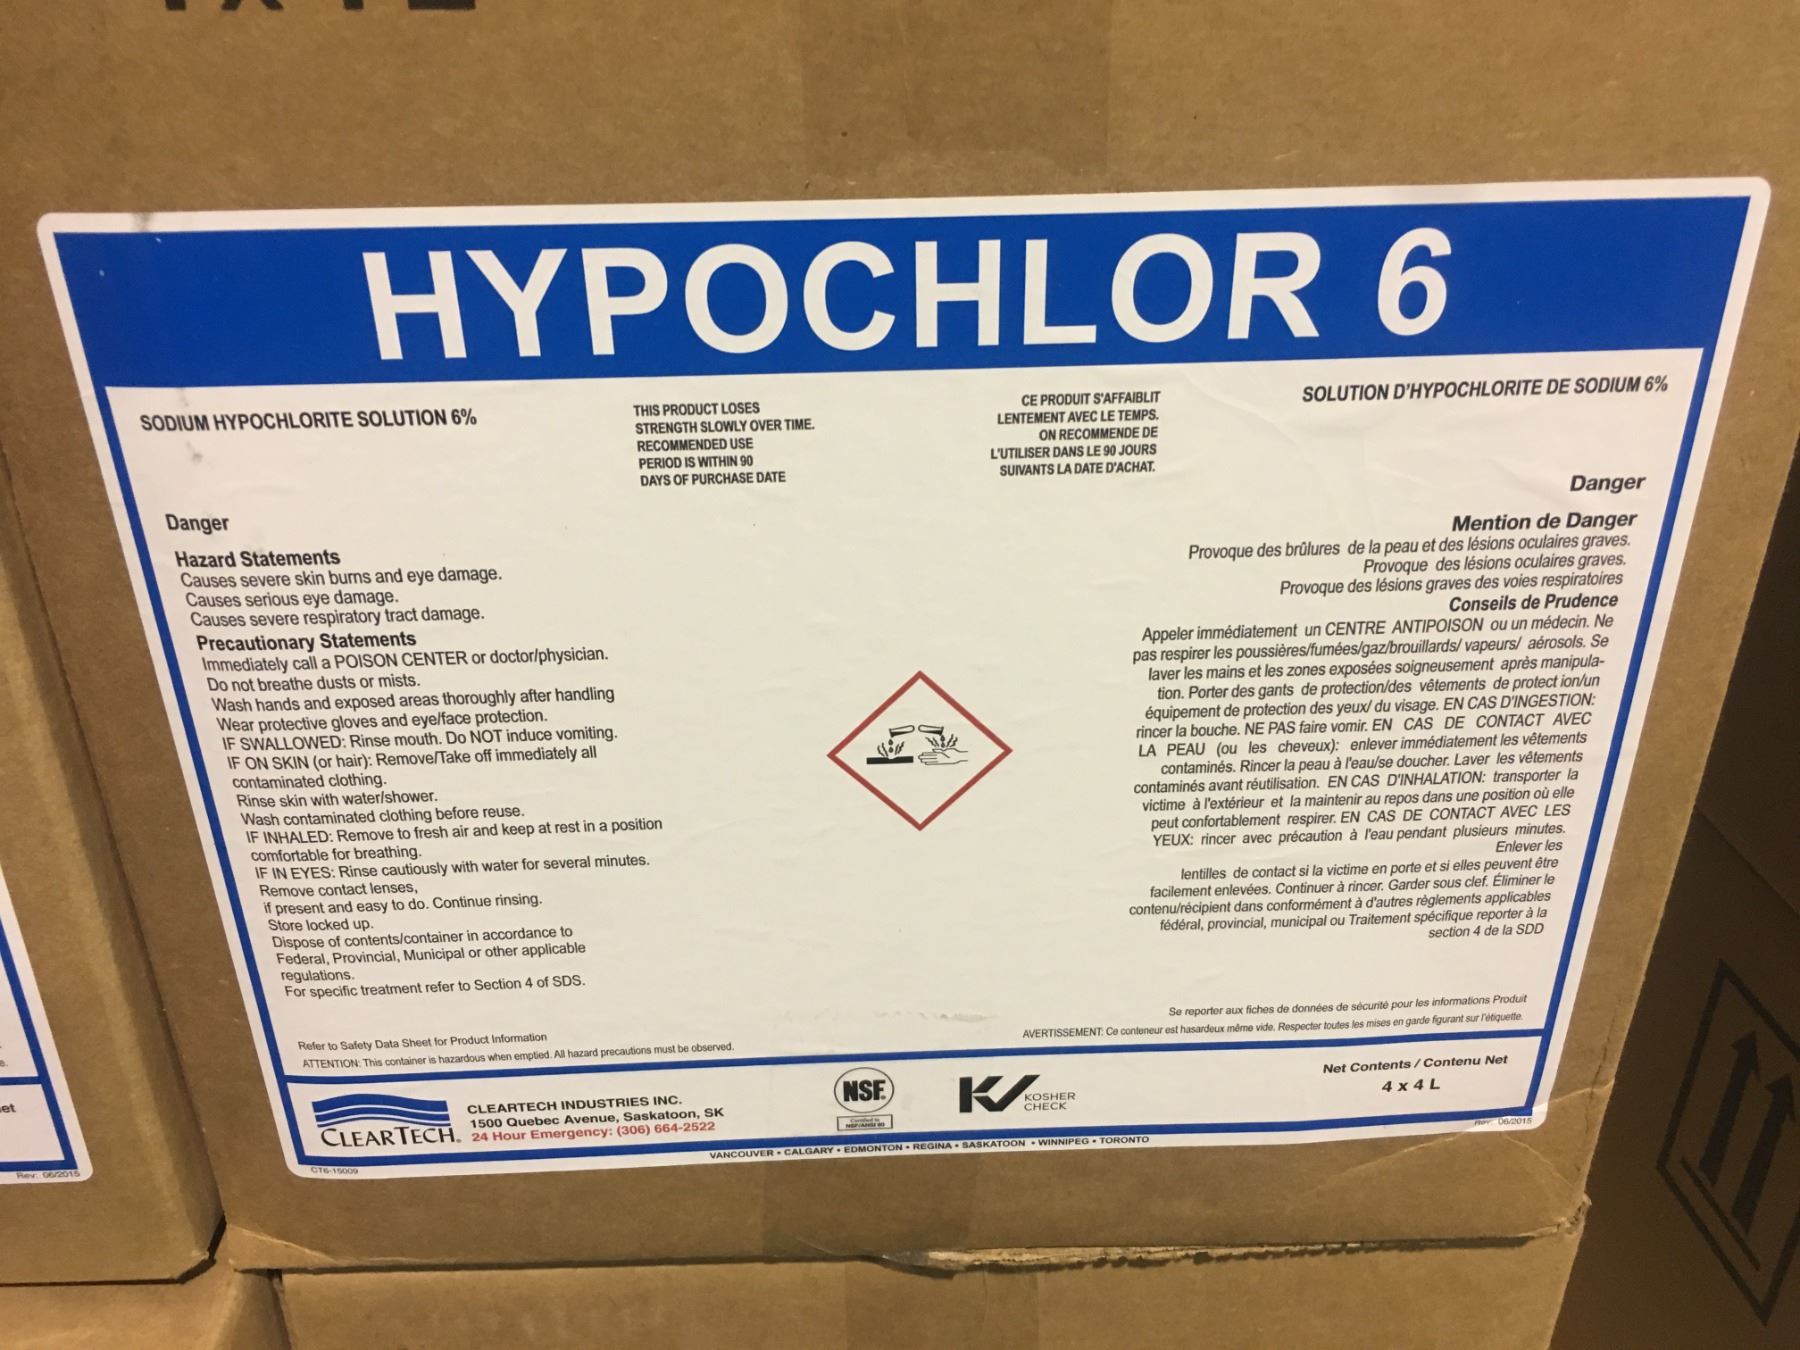 HYPOCHLOR 6
SODIUM HYPOCHLORITE SOLUTION 6%
THIS PRODUCT LOSES
STRENGTH SLOWLY OVER TIME.
RECOMMENDED USE
PERIOD IS WITHIN 90
DAYS OF PURCHASE DATE
CE PRODUIT S'AFFAIBLIT
LENTEMENT AVEC LE TEMPS.
ON RECOMMENDE DE
L'UTILISER DANS LE 90 JOURS
SUIVANTS LA DATE D'ACHAT.
SOLUTION D'HYPOCHLORITE DE SODIUM 6%
Danger
Hazard Statements
Causes severe skin burns and eye damage.
Causes serious eye damage.
Causes severe respiratory tract damage.
Precautionary Statements
Immediately call a POISON CENTER or doctor/physician.
Do not breathe dusts or mists.
Wash hands and exposed areas thoroughly after handling
Wear protective gloves and eye/face protection.
IF SWALLOWED: Rinse mouth. Do NOT induce vomiting.
IF ON SKIN (or hair): Remove/Take off immediately all
contaminated clothing.
Rinse skin with water/shower.
Wash contaminated clothing before reuse.
IF INHALED: Remove to fresh air and keep at rest in a position
comfortable for breathing.
IF IN EYES: Rinse cautiously with water for several minutes.
Remove contact lenses,
if present and easy to do. Continue rinsing.
Store locked up.
Dispose of contents/container in accordance to
Federal, Provincial, Municipal or other applicable
regulations.
For specific treatment refer to Section 4 of SDS.
Refer to Safety Data Sheet for Product Information
ATTENTION: This container is hazardous when emptied. All hazard precautions must be observed.
Danger
Mention de Danger
Provoque des brûlures de la peau et des lésions oculaires graves.
Provoque des lésions oculaires graves.
Provoque des lésions graves des voies respiratoires
Conseils de Prudence
Appeler immédiatement un CENTRE ANTIPOISON ou un médecin. Ne
pas respirer les poussières/fumées/gaz/brouillards/ vapeurs/ aérosols. Se
laver les mains et les zones exposées soigneusement après manipula-
tion. Porter des gants de protection/des vêtements de protect ion/un
équipement de protection des yeux/ du visage. EN CAS D'INGESTION:
rincer la bouche. NE PAS faire vomir. EN CAS DE CONTACT AVEC
LA PEAU (ou les cheveux): enlever immédiatement les vêtements
contaminés. Rincer la peau à l'eau/se doucher. Laver les vêtements
contaminés avant réutilisation. EN CAS D'INHALATION: transporter la
victime à l'extérieur et la maintenir au repos dans une position où elle
peut confortablement respirer. EN CAS DE CONTACT AVEC LES
YEUX: rincer avec précaution à l'eau pendant plusieurs minutes.
Enlever les
lentilles de contact si la victime en porte et si elles peuvent être
facilement enlevées. Continuer à rincer. Garder sous clef. Éliminer le
contenu/récipient dans conformément à d'autres règlements applicables
fédéral, provincial, municipal ou Traitement spécifique reporter à la
section 4 de la SDD
Se reporter aux fiches de données de sécurité pour les informations Produit
AVERTISSEMENT: Ce conteneur est hasardeux même vide. Respecter toutes les mises en garde figurant sur l'étiquette.
CLEARTECH.
CLEARTECH INDUSTRIES INC.
1500 Quebec Avenue, Saskatoon, SK
24 Hour Emergency: (306) 664-2522
NSF.
Certified to
NSF/ANSI 60
KOSHER
CHECK
Net Contents / Contenu Net
4 x 4 L
Rev: 06/2015
VANCOUVER • CALGARY • EDMONTON • REGINA • SASKATOON • WINNIPEG • TORONTO
CT6-15009
Rev: 06/2015